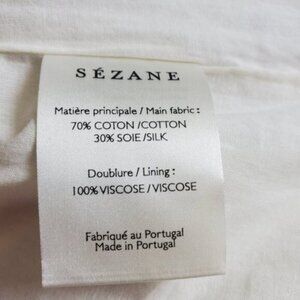 SÉZANE
Matière principale / Main fabric :
70% COTON /COTTON
30% SOIE /SILK
Doublure / Lining :
100% VISCOSE / VISCOSE
Fabriqué au Portugal
Made in Portugal